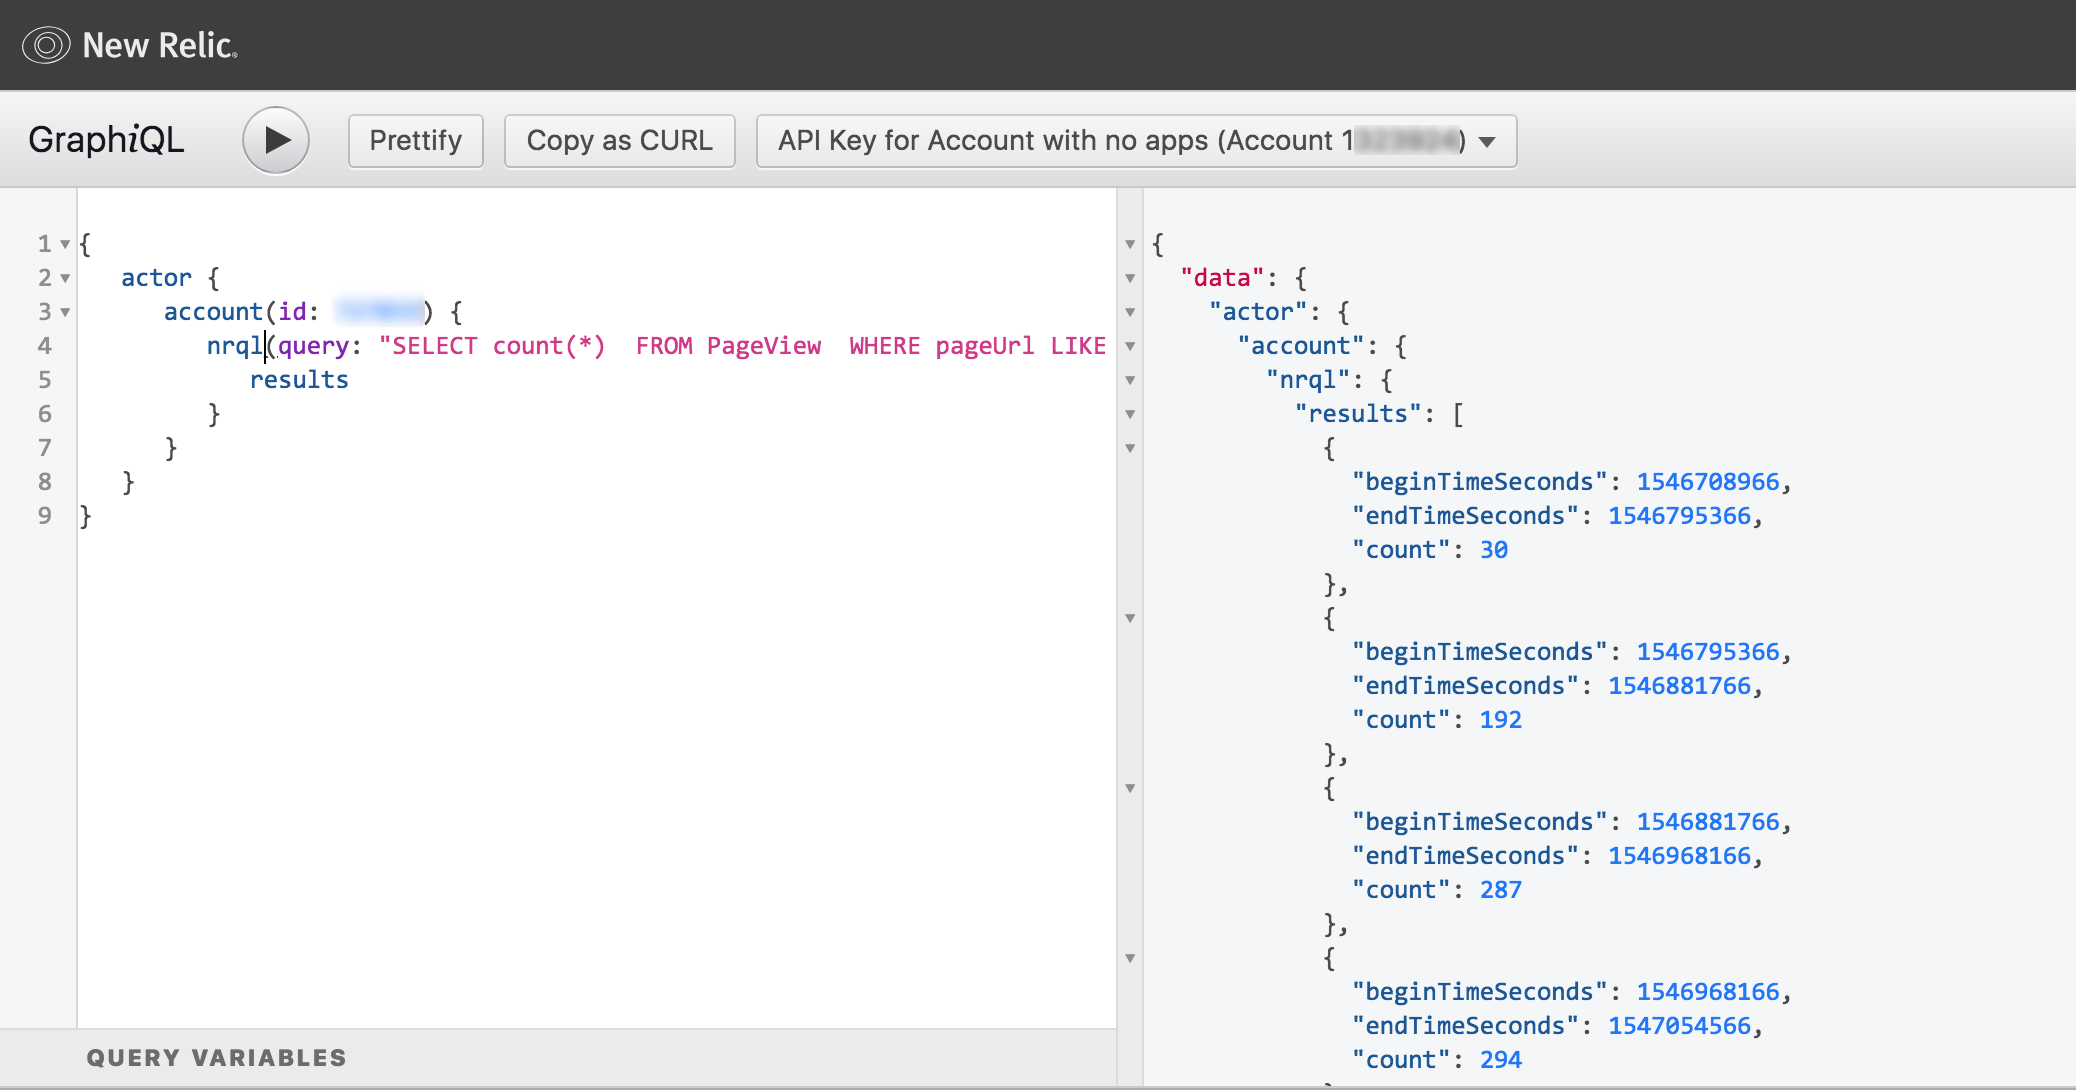 New Relic.
GraphiQL
Prettify
Copy as CURL
API Key for Account with no apps (Account 1 )
1 {
2 actor {
3 account(id: ) {
4 nrql(query: "SELECT count(*)  FROM PageView  WHERE pageUrl LIKE
5 results
6 }
7 }
8 }
9 }
QUERY VARIABLES
{
"data": {
"actor": {
"account": {
"nrql": {
"results": [
{
"beginTimeSeconds": 1546708966,
"endTimeSeconds": 1546795366,
"count": 30
},
{
"beginTimeSeconds": 1546795366,
"endTimeSeconds": 1546881766,
"count": 192
},
{
"beginTimeSeconds": 1546881766,
"endTimeSeconds": 1546968166,
"count": 287
},
{
"beginTimeSeconds": 1546968166,
"endTimeSeconds": 1547054566,
"count": 294